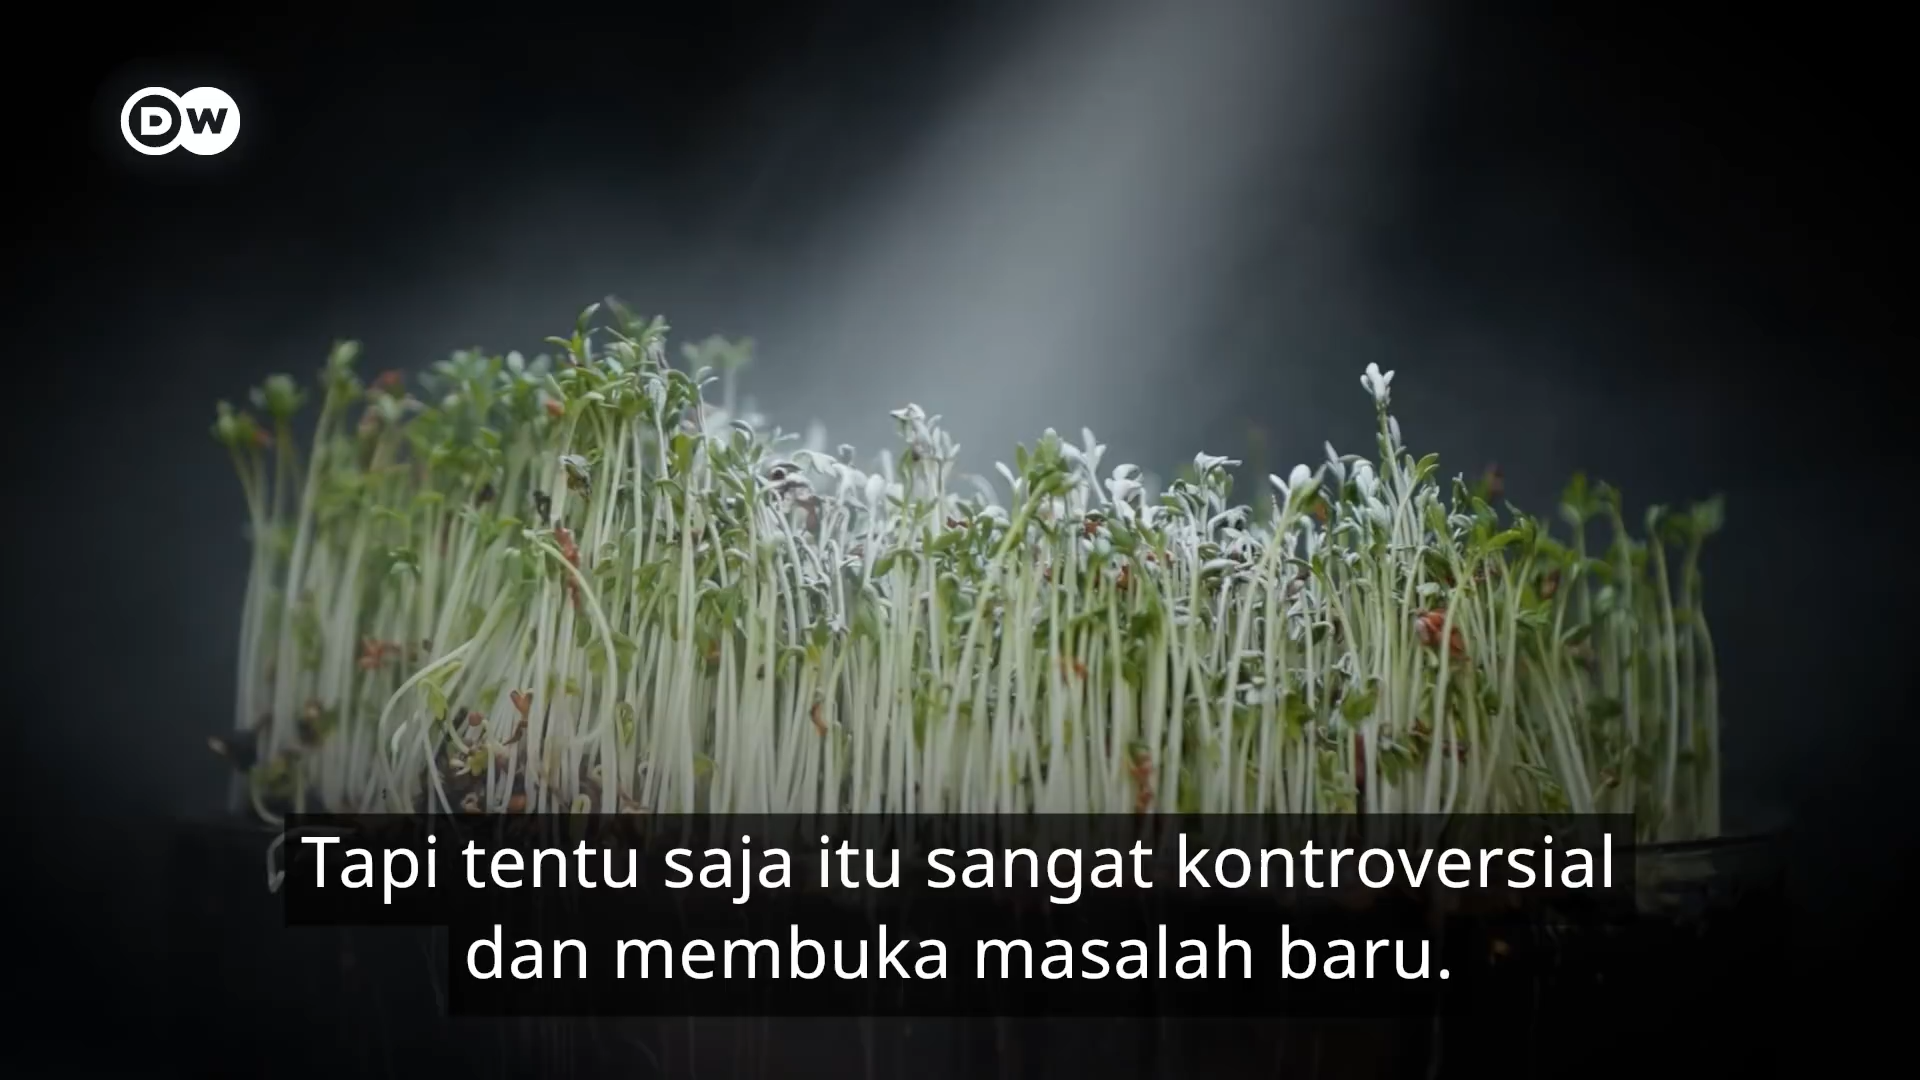 DW
Tapi tentu saja itu sangat kontroversial
dan membuka masalah baru.